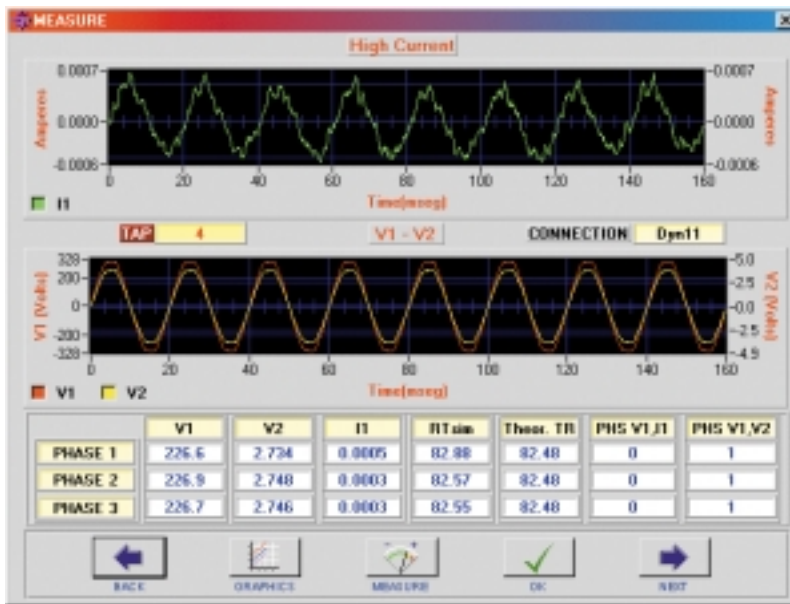 MEASURE
High Current
0.0007 0.0007
Amperes 0.0000 0.0000 Amperes
-0.0006 -0.0006
0 20 40 60 80 100 120 140 160
I1 Time(mseg)
TAP 4 V1 - V2 CONNECTION Dyn11
328 5.0
200 2.5
V1 (Volts) 0 0.0 V2 (Volts)
-200 -2.5
-328 -4.9
0 20 40 60 80 100 120 140 160
V1 V2 Time(mseg)
V1 V2 I1 RTsim Theor. TR PHS V1,I1 PHS V1,V2
PHASE 1 226.6 2.734 0.0005 82.88 82.48 0 1
PHASE 2 226.9 2.748 0.0003 82.57 82.48 0 1
PHASE 3 226.7 2.746 0.0003 82.55 82.48 0 1
BACK GRAPHICS MEASURE OK NEXT